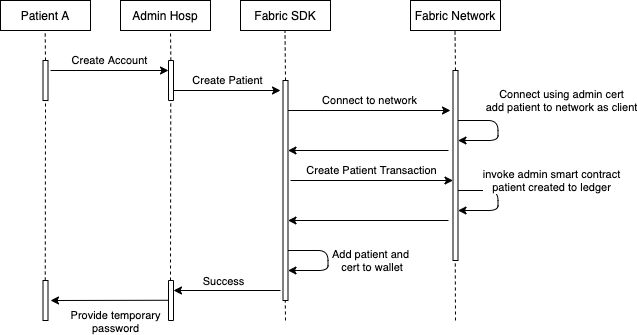 Patient A
Admin Hosp
Fabric SDK
Fabric Network
Create Account
Create Patient
Connect to network
Connect using admin cert
add patient to network as client
Create Patient Transaction
invoke admin smart contract
patient created to ledger
Add patient and
cert to wallet
Success
Provide temporary
password